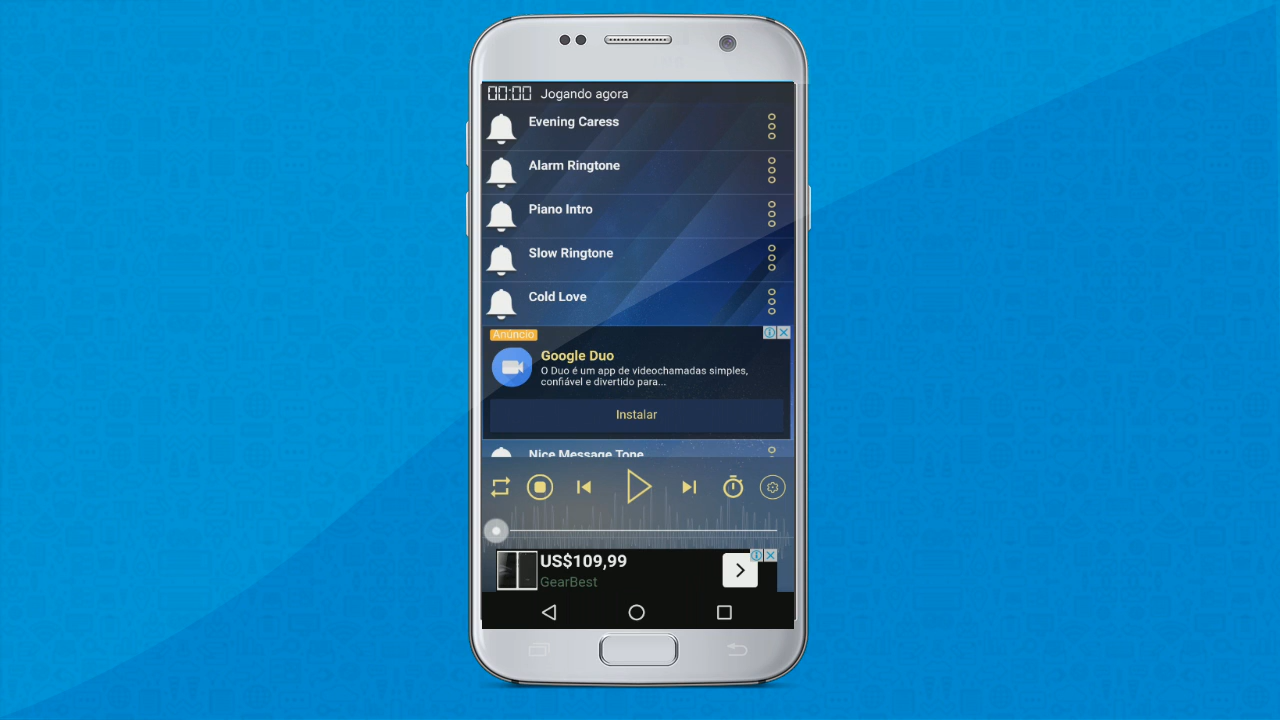 00:00 Jogando agora
Evening Caress
Alarm Ringtone
Piano Intro
Slow Ringtone
Cold Love
Anúncio
Google Duo
O Duo é um app de videochamadas simples,
confiável e divertido para...
Instalar
Nice Message Tone
US$109,99
GearBest